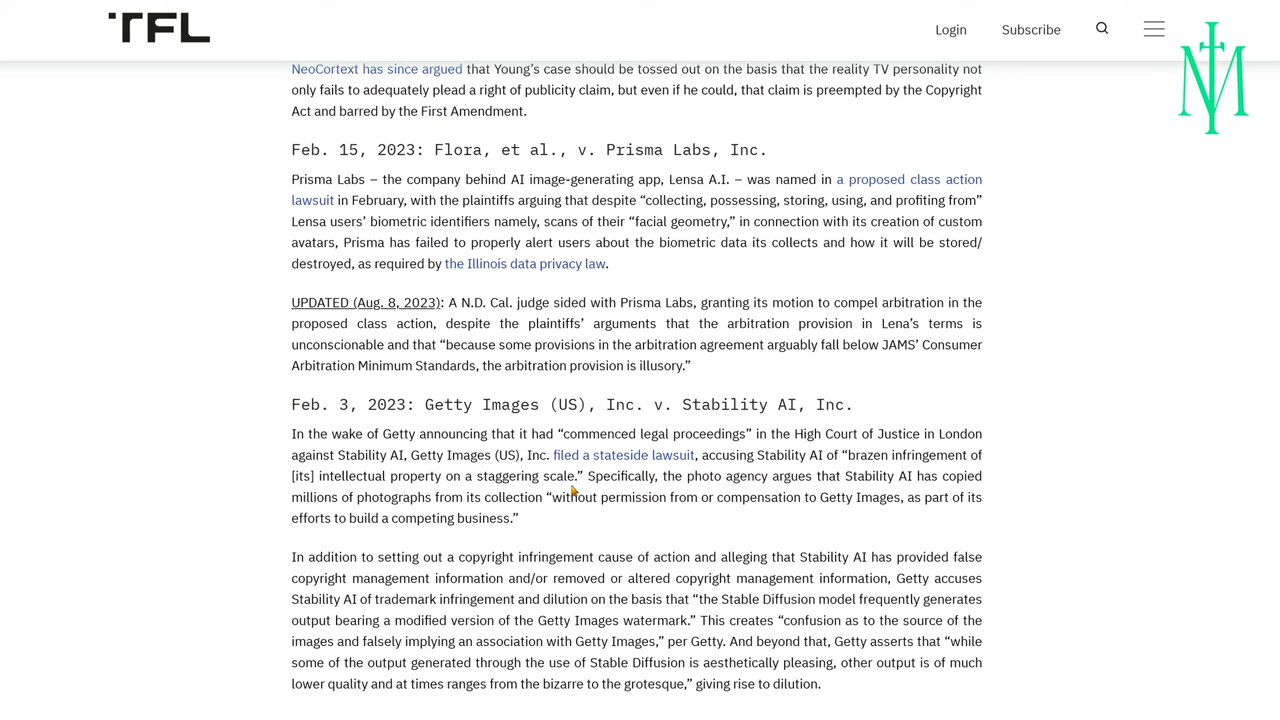 TFL
Login
Subscribe
NeoCortext has since argued that Young’s case should be tossed out on the basis that the reality TV personality not
only fails to adequately plead a right of publicity claim, but even if he could, that claim is preempted by the Copyright
Act and barred by the First Amendment.
Feb. 15, 2023: Flora, et al., v. Prisma Labs, Inc.
Prisma Labs – the company behind AI image-generating app, Lensa A.I. – was named in a proposed class action
lawsuit in February, with the plaintiffs arguing that despite “collecting, possessing, storing, using, and profiting from”
Lensa users’ biometric identifiers namely, scans of their “facial geometry,” in connection with its creation of custom
avatars, Prisma has failed to properly alert users about the biometric data its collects and how it will be stored/
destroyed, as required by the Illinois data privacy law.
UPDATED (Aug. 8, 2023): A N.D. Cal. judge sided with Prisma Labs, granting its motion to compel arbitration in the
proposed class action, despite the plaintiffs’ arguments that the arbitration provision in Lena’s terms is
unconscionable and that “because some provisions in the arbitration agreement arguably fall below JAMS’ Consumer
Arbitration Minimum Standards, the arbitration provision is illusory.”
Feb. 3, 2023: Getty Images (US), Inc. v. Stability AI, Inc.
In the wake of Getty announcing that it had “commenced legal proceedings” in the High Court of Justice in London
against Stability AI, Getty Images (US), Inc. filed a stateside lawsuit, accusing Stability AI of “brazen infringement of
[its] intellectual property on a staggering scale.” Specifically, the photo agency argues that Stability AI has copied
millions of photographs from its collection “without permission from or compensation to Getty Images, as part of its
efforts to build a competing business.”
In addition to setting out a copyright infringement cause of action and alleging that Stability AI has provided false
copyright management information and/or removed or altered copyright management information, Getty accuses
Stability AI of trademark infringement and dilution on the basis that “the Stable Diffusion model frequently generates
output bearing a modified version of the Getty Images watermark.” This creates “confusion as to the source of the
images and falsely implying an association with Getty Images,” per Getty. And beyond that, Getty asserts that “while
some of the output generated through the use of Stable Diffusion is aesthetically pleasing, other output is of much
lower quality and at times ranges from the bizarre to the grotesque,” giving rise to dilution.